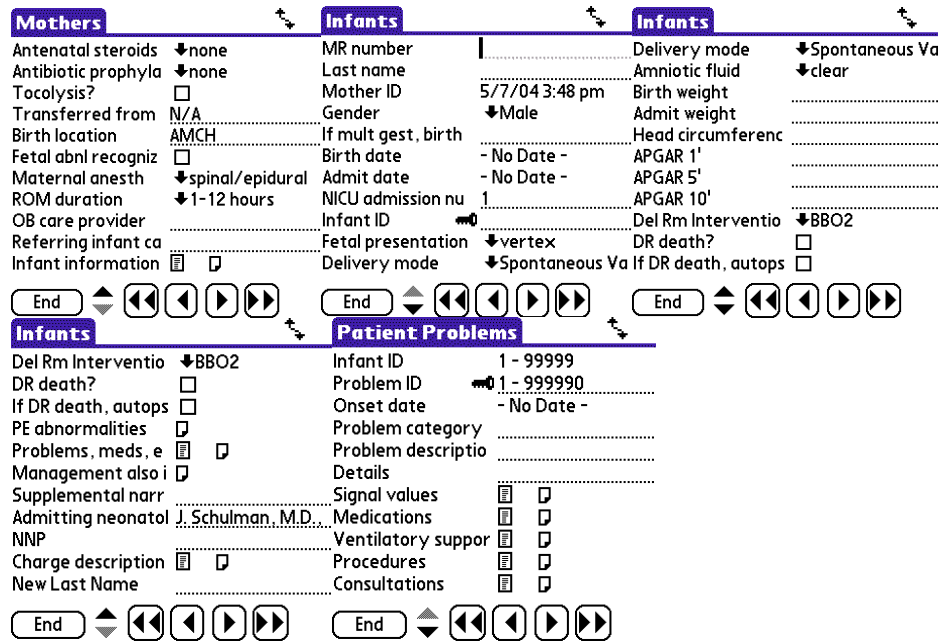 Mothers
Antenatal steroids none
Antibiotic prophyla none
Tocolysis?
Transferred from N/A
Birth location AMCH
Fetal abnl recogniz
Maternal anesth spinal/epidural
ROM duration 1-12 hours
OB care provider
Referring infant ca
Infant information
End
Infants
MR number
Last name
Mother ID 5/7/04 3:48 pm
Gender Male
If mult gest, birth
Birth date - No Date -
Admit date - No Date -
NICU admission nu 1
Infant ID
Fetal presentation vertex
Delivery mode Spontaneous Va
End
Infants
Delivery mode Spontaneous Va
Amniotic fluid clear
Birth weight
Admit weight
Head circumferenc
APGAR 1'
APGAR 5'
APGAR 10'
Del Rm Interventio BBO2
DR death?
If DR death, autops
End
Infants
Del Rm Interventio BBO2
DR death?
If DR death, autops
PE abnormalities
Problems, meds, e
Management also i
Supplemental narr
Admitting neonatol J. Schulman, M.D.,
NNP
Charge description
New Last Name
End
Patient Problems
Infant ID 1 - 99999
Problem ID 1 - 999990
Onset date - No Date -
Problem category
Problem descriptio
Details
Signal values
Medications
Ventilatory suppor
Procedures
Consultations
End